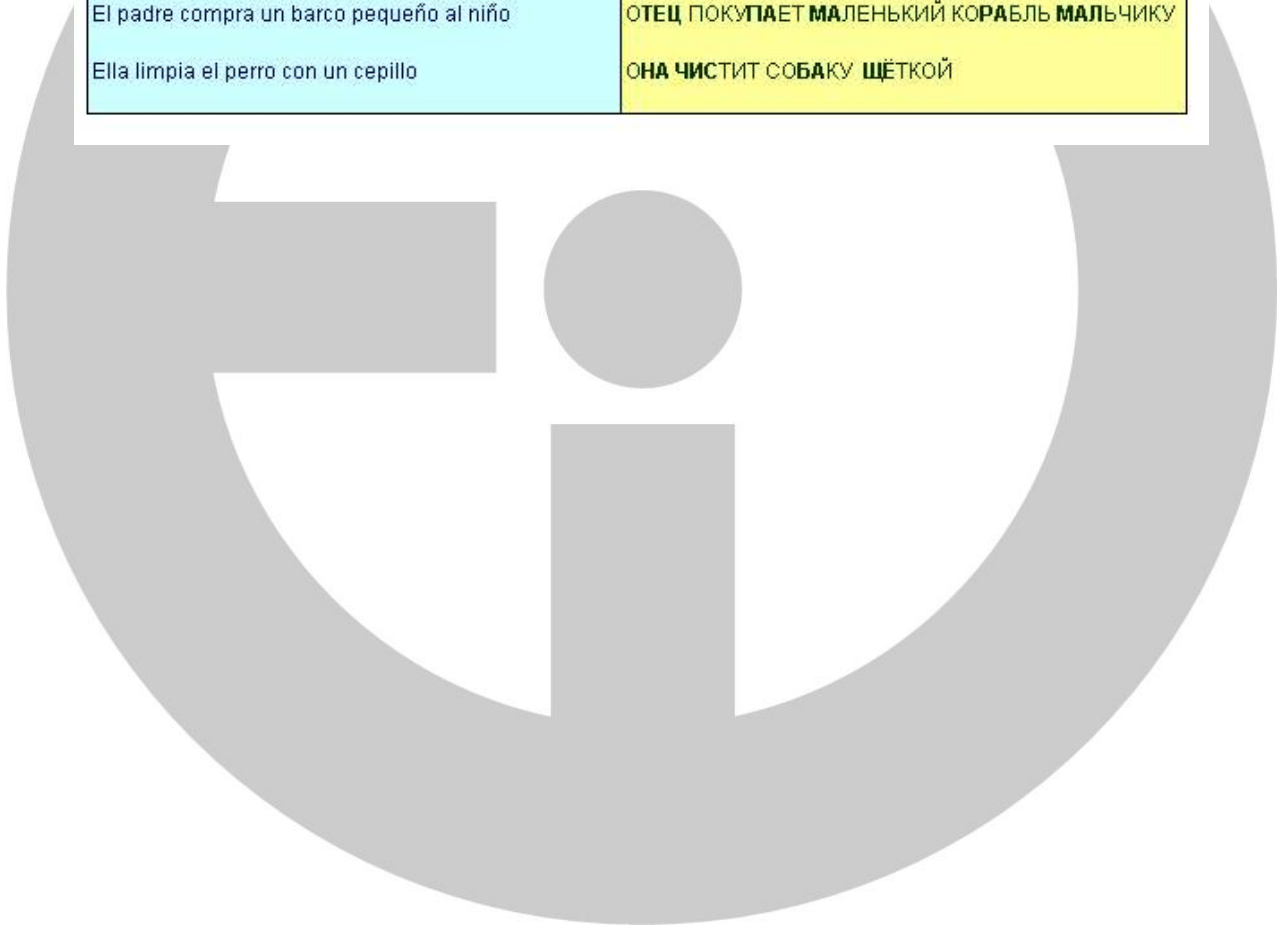 El padre compra un barco pequeño al niño
ОТЕЦ ПОКУПАЕТ МАЛЕНЬКИЙ КОРАБЛЬ МАЛЬЧИКУ
Ella limpia el perro con un cepillo
ОНА ЧИСТИТ СОБАКУ ЩЁТКОЙ